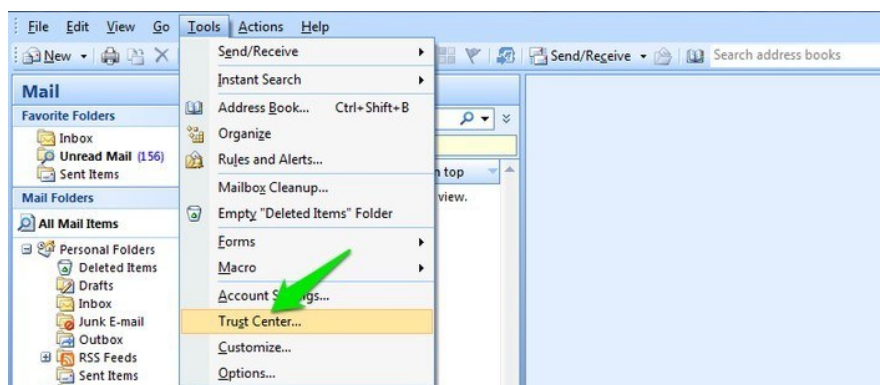 File Edit View Go Tools Actions Help
New Send/Receive Search address books
Mail
Favorite Folders
Inbox
Unread Mail (156)
Sent Items
Mail Folders
All Mail Items
Personal Folders
Deleted Items
Drafts
Inbox
Junk E-mail
Outbox
RSS Feeds
Sent Items
Send/Receive
Instant Search
Address Book... Ctrl+Shift+B
Organize
Rules and Alerts...
Mailbox Cleanup...
Empty "Deleted Items" Folder
Forms
Macro
Account
Trust Center...
Customize...
Options...
top
view.